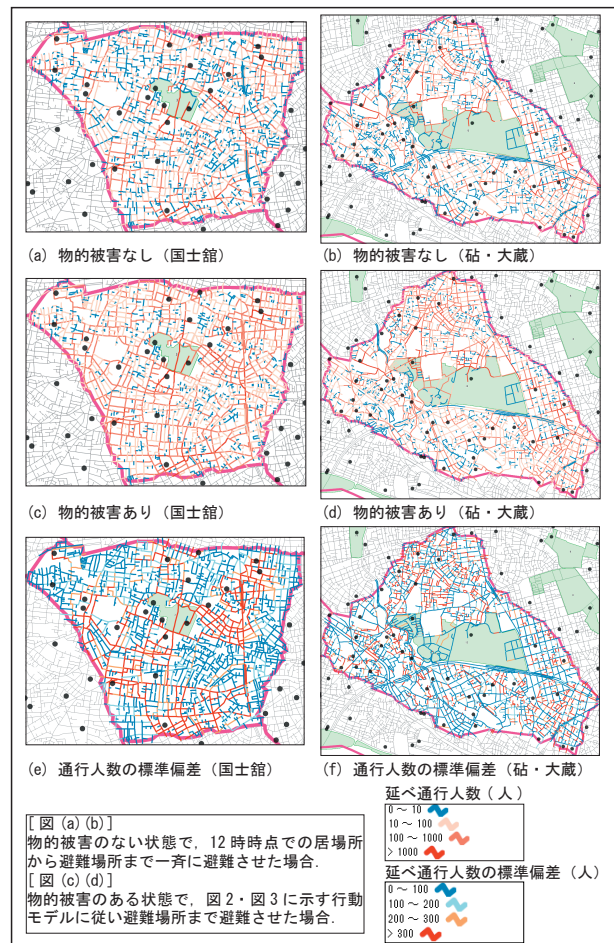 (a) 物的被害なし（国士舘）
(b) 物的被害なし（砧・大蔵）
(c) 物的被害あり（国士舘）
(d) 物的被害あり（砧・大蔵）
(e) 通行人数の標準偏差（国士舘）
(f) 通行人数の標準偏差（砧・大蔵）
[図(a)(b)]
物的被害のない状態で，12時時点での居場所
から避難場所まで一斉に避難させた場合．
[図(c)(d)]
物的被害のある状態で，図2・図3に示す行動
モデルに従い避難場所まで避難させた場合．
延べ通行人数(人)
0～10
10～100
100～1000
>1000
延べ通行人数の標準偏差(人)
0～100
100～200
200～300
>300